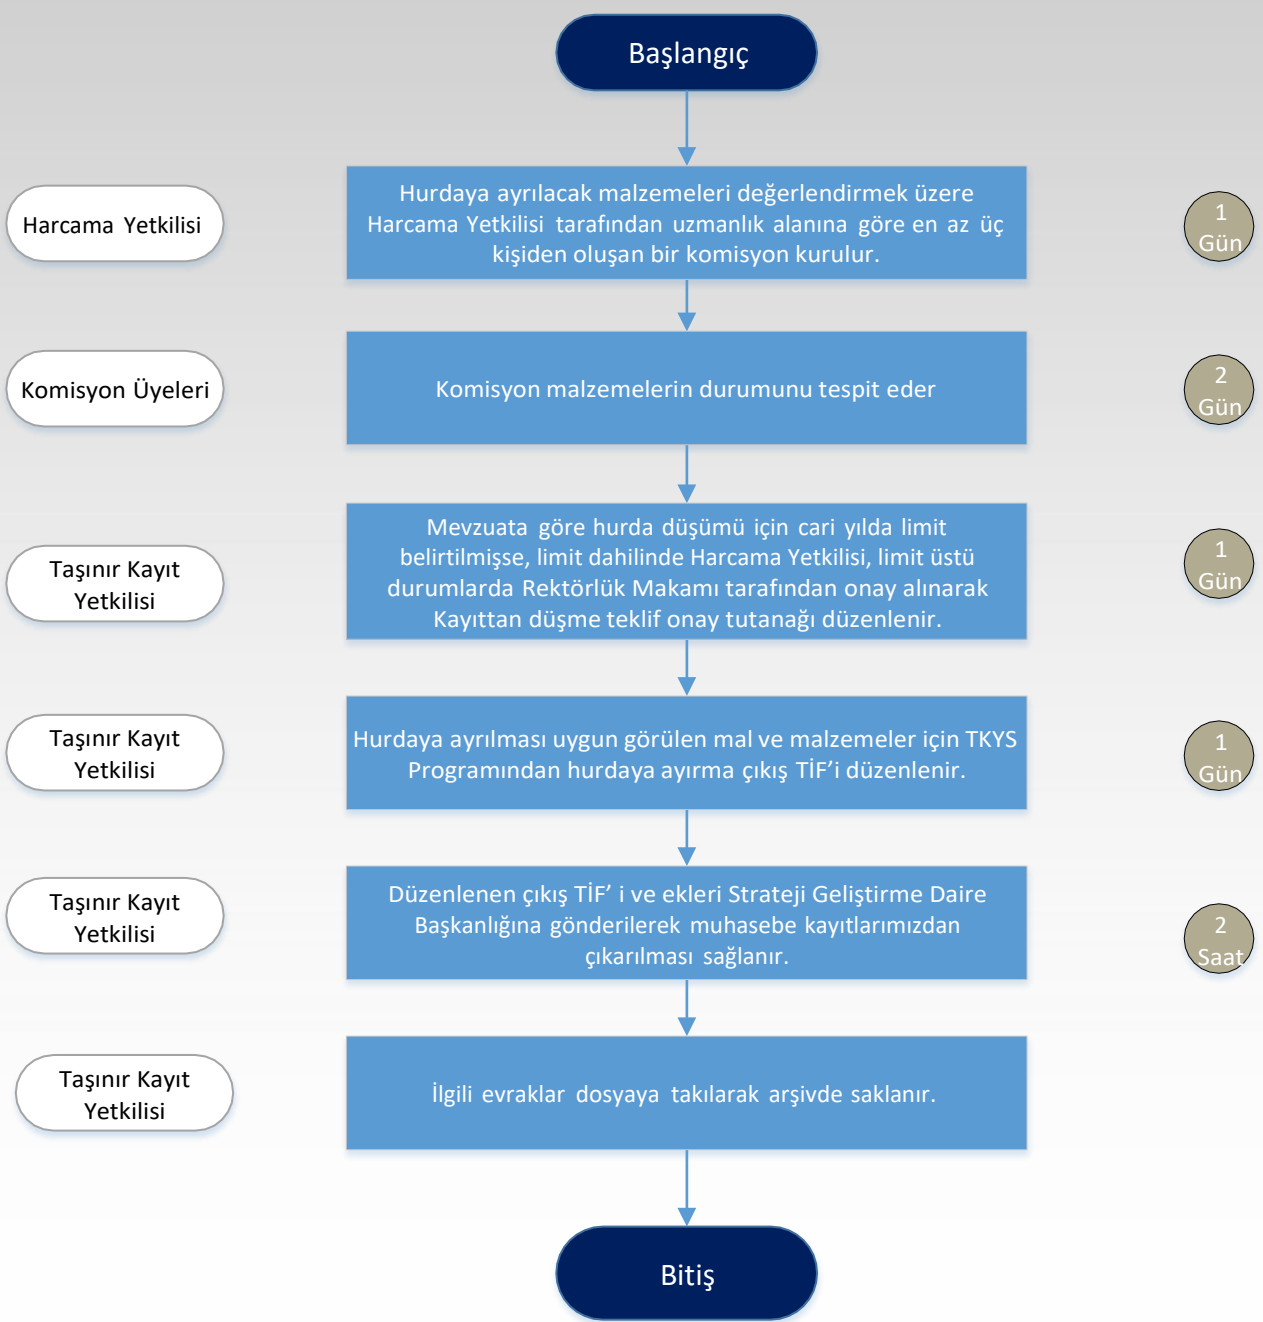 Başlangıç
Harcama Yetkilisi
Hurdaya ayrılacak malzemeleri değerlendirmek üzere
Harcama Yetkilisi tarafından uzmanlık alanına göre en az üç
kişiden oluşan bir komisyon kurulur.
1
Gün
Komisyon Üyeleri
Komisyon malzemelerin durumunu tespit eder
2
Gün
Taşınır Kayıt
Yetkilisi
Mevzuata göre hurda düşümü için cari yılda limit
belirtilmişse, limit dahilinde Harcama Yetkilisi, limit üstü
durumlarda Rektörlük Makamı tarafından onay alınarak
Kayıttan düşme teklif onay tutanağı düzenlenir.
1
Gün
Taşınır Kayıt
Yetkilisi
Hurdaya ayrılması uygun görülen mal ve malzemeler için TKYS
Programından hurdaya ayırma çıkış TİF’i düzenlenir.
1
Gün
Taşınır Kayıt
Yetkilisi
Düzenlenen çıkış TİF’ i ve ekleri Strateji Geliştirme Daire
Başkanlığına gönderilerek muhasebe kayıtlarımızdan
çıkarılması sağlanır.
2
Saat
Taşınır Kayıt
Yetkilisi
İlgili evraklar dosyaya takılarak arşivde saklanır.
Bitiş